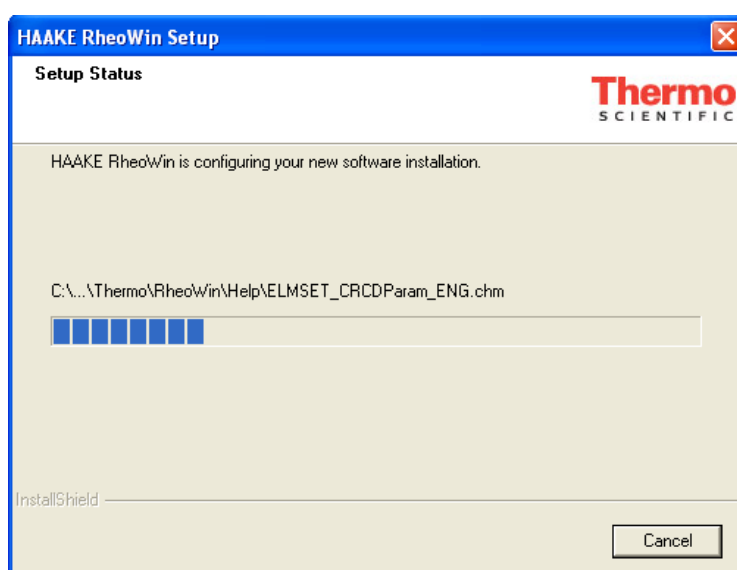 HAAKE RheoWin Setup
Setup Status
Thermo
SCIENTIFIC
HAAKE RheoWin is configuring your new software installation.
C:\...\Thermo\RheoWin\Help\ELMSET_CRCDParam_ENG.chm
InstallShield
Cancel